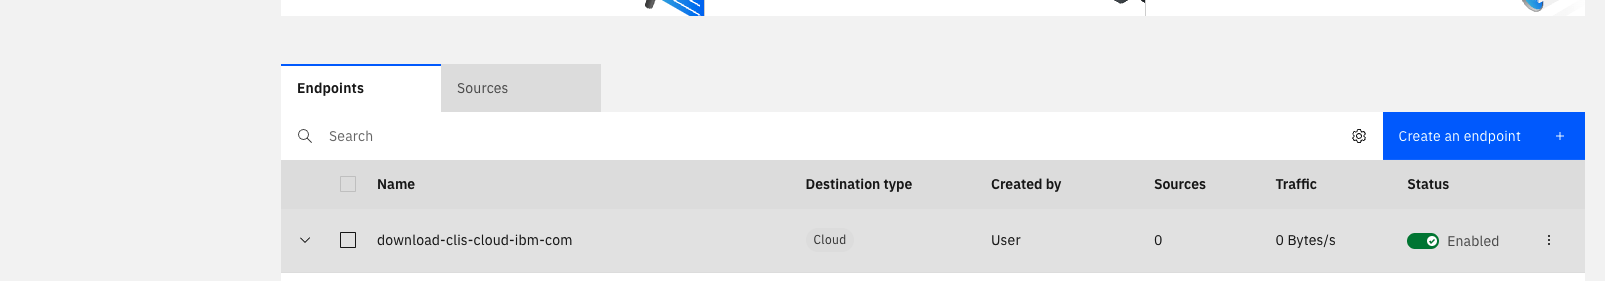 Endpoints Sources
Search Create an endpoint +
Name Destination type Created by Sources Traffic Status
download-clis-cloud-ibm-com Cloud User 0 0 Bytes/s Enabled